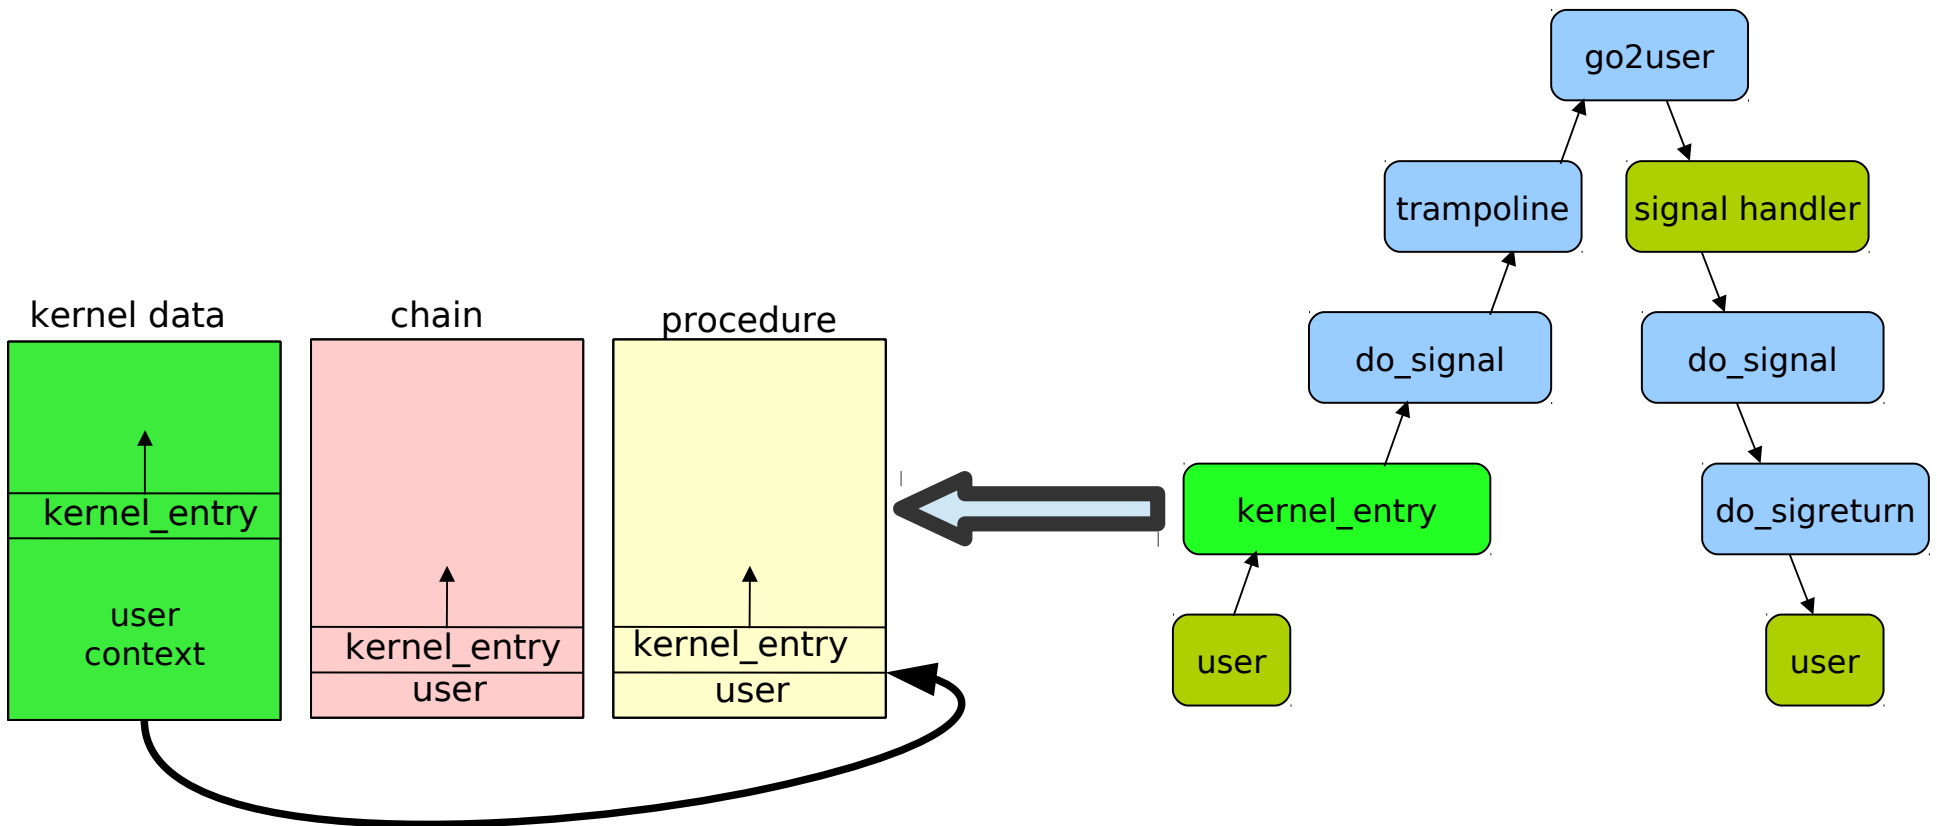 go2user
trampoline
signal handler
kernel data
chain
procedure
do_signal
do_signal
kernel_entry
kernel_entry
do_sigreturn
user
context
kernel_entry
user
kernel_entry
user
user
user